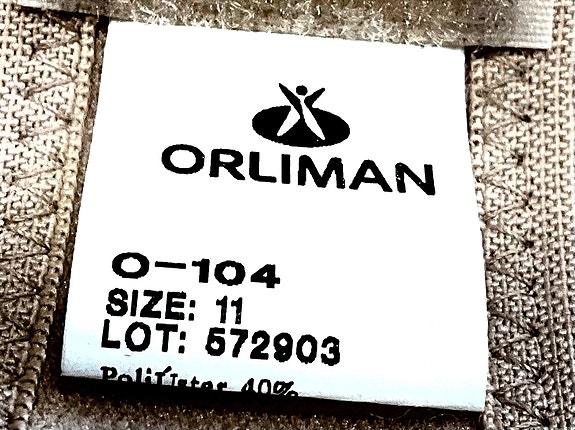 ORLIMAN
O-104
SIZE: 11
LOT: 572903
40%